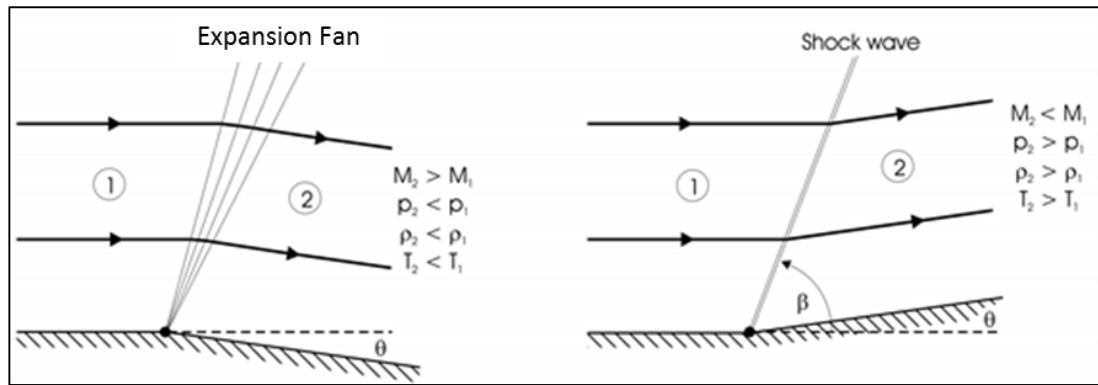 Expansion Fan
1
2
M₂ > M₁
p₂ < p₁
ρ₂ < ρ₁
T₂ < T₁
θ
Shock wave
1
2
M₂ < M₁
p₂ > p₁
ρ₂ > ρ₁
T₂ > T₁
β
θ